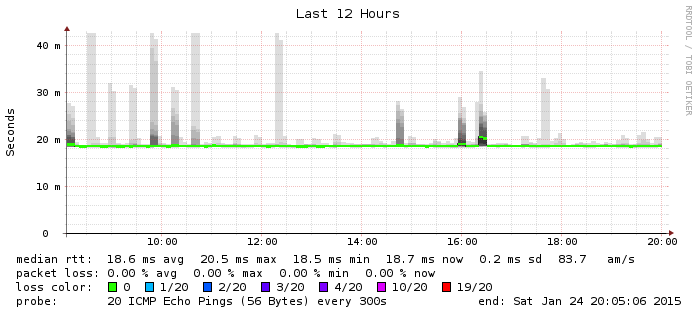 Last 12 Hours
RRDTOOL / TOBI OETIKER
Seconds
40 m
30 m
20 m
10 m
0
10:00 12:00 14:00 16:00 18:00 20:00
median rtt: 18.6 ms avg 20.5 ms max 18.5 ms min 18.7 ms now 0.2 ms sd 83.7 am/s
packet loss: 0.00 % avg 0.00 % max 0.00 % min 0.00 % now
loss color: 0 1/20 2/20 3/20 4/20 10/20 19/20
probe: 20 ICMP Echo Pings (56 Bytes) every 300s end: Sat Jan 24 20:05:06 2015